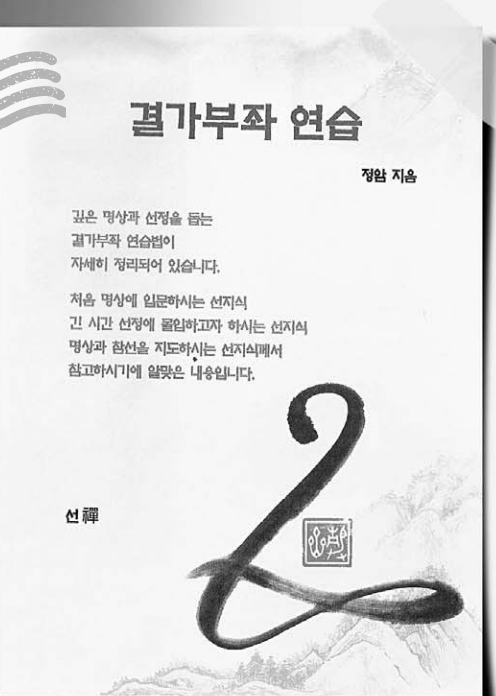 결가부좌 연습
정암 지음
깊은 명상과 선정을 돕는
결가부좌 연습법이
자세히 정리되어 있습니다.
처음 명상에 입문하시는 선지식
긴 시간 선정에 몰입하고자 하시는 선지식
명상과 참선을 지도하시는 선지식께서
참고하시기에 알맞은 내용입니다.
선 禪